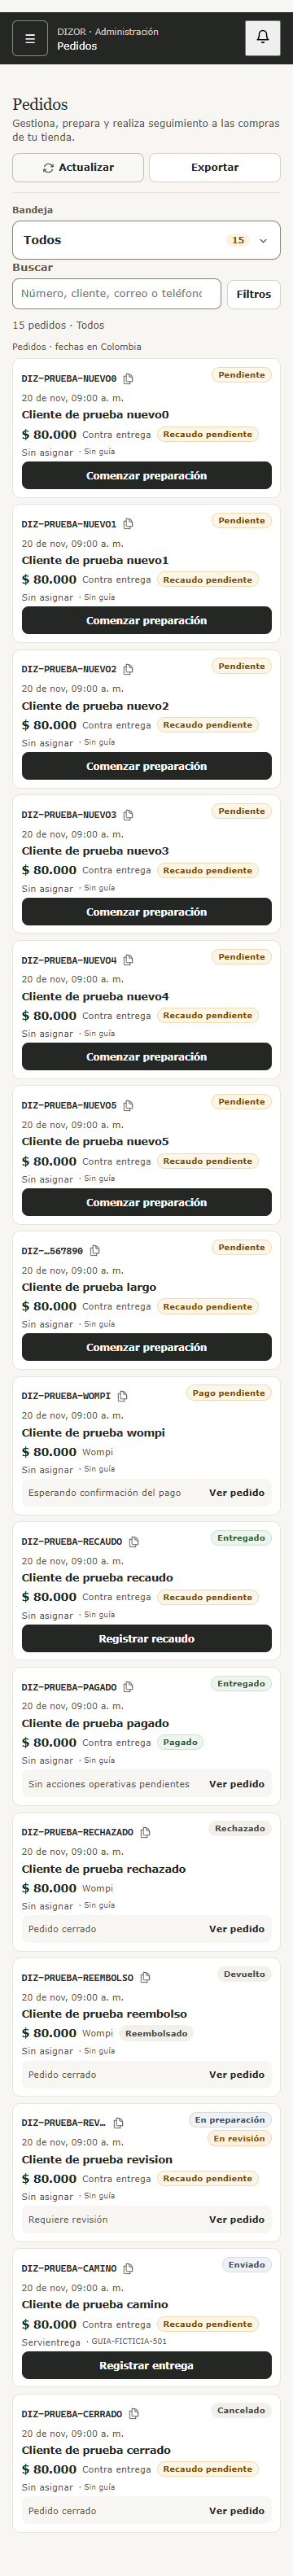 DIZOR · Administración
Pedidos
Pedidos
Gestiona, prepara y realiza seguimiento a las compras
de tu tienda.
Actualizar
Exportar
Bandeja
Todos 15
Buscar
Número, cliente, correo o teléfono
Filtros
15 pedidos · Todos
Pedidos · fechas en Colombia
DIZ-PRUEBA-NUEVO0 Pendiente
20 de nov, 09:00 a. m.
Cliente de prueba nuevo0
$ 80.000 Contra entrega Recaudo pendiente
Sin asignar · Sin guía
Comenzar preparación
DIZ-PRUEBA-NUEVO1 Pendiente
20 de nov, 09:00 a. m.
Cliente de prueba nuevo1
$ 80.000 Contra entrega Recaudo pendiente
Sin asignar · Sin guía
Comenzar preparación
DIZ-PRUEBA-NUEVO2 Pendiente
20 de nov, 09:00 a. m.
Cliente de prueba nuevo2
$ 80.000 Contra entrega Recaudo pendiente
Sin asignar · Sin guía
Comenzar preparación
DIZ-PRUEBA-NUEVO3 Pendiente
20 de nov, 09:00 a. m.
Cliente de prueba nuevo3
$ 80.000 Contra entrega Recaudo pendiente
Sin asignar · Sin guía
Comenzar preparación
DIZ-PRUEBA-NUEVO4 Pendiente
20 de nov, 09:00 a. m.
Cliente de prueba nuevo4
$ 80.000 Contra entrega Recaudo pendiente
Sin asignar · Sin guía
Comenzar preparación
DIZ-PRUEBA-NUEVO5 Pendiente
20 de nov, 09:00 a. m.
Cliente de prueba nuevo5
$ 80.000 Contra entrega Recaudo pendiente
Sin asignar · Sin guía
Comenzar preparación
DIZ-…567890 Pendiente
20 de nov, 09:00 a. m.
Cliente de prueba largo
$ 80.000 Contra entrega Recaudo pendiente
Sin asignar · Sin guía
Comenzar preparación
DIZ-PRUEBA-WOMPI Pago pendiente
20 de nov, 09:00 a. m.
Cliente de prueba wompi
$ 80.000 Wompi
Sin asignar · Sin guía
Esperando confirmación del pago Ver pedido
DIZ-PRUEBA-RECAUDO Entregado
20 de nov, 09:00 a. m.
Cliente de prueba recaudo
$ 80.000 Contra entrega Recaudo pendiente
Sin asignar · Sin guía
Registrar recaudo
DIZ-PRUEBA-PAGADO Entregado
20 de nov, 09:00 a. m.
Cliente de prueba pagado
$ 80.000 Contra entrega Pagado
Sin asignar · Sin guía
Sin acciones operativas pendientes Ver pedido
DIZ-PRUEBA-RECHAZADO Rechazado
20 de nov, 09:00 a. m.
Cliente de prueba rechazado
$ 80.000 Wompi
Sin asignar · Sin guía
Pedido cerrado Ver pedido
DIZ-PRUEBA-REEMBOLSO Devuelto
20 de nov, 09:00 a. m.
Cliente de prueba reembolso
$ 80.000 Wompi Reembolsado
Sin asignar · Sin guía
Pedido cerrado Ver pedido
DIZ-PRUEBA-REV… En preparación
20 de nov, 09:00 a. m. En revisión
Cliente de prueba revision
$ 80.000 Contra entrega Recaudo pendiente
Sin asignar · Sin guía
Requiere revisión Ver pedido
DIZ-PRUEBA-CAMINO Enviado
20 de nov, 09:00 a. m.
Cliente de prueba camino
$ 80.000 Contra entrega Recaudo pendiente
Servientrega · GUIA-FICTICIA-501
Registrar entrega
DIZ-PRUEBA-CERRADO Cancelado
20 de nov, 09:00 a. m.
Cliente de prueba cerrado
$ 80.000 Contra entrega Recaudo pendiente
Sin asignar · Sin guía
Pedido cerrado Ver pedido